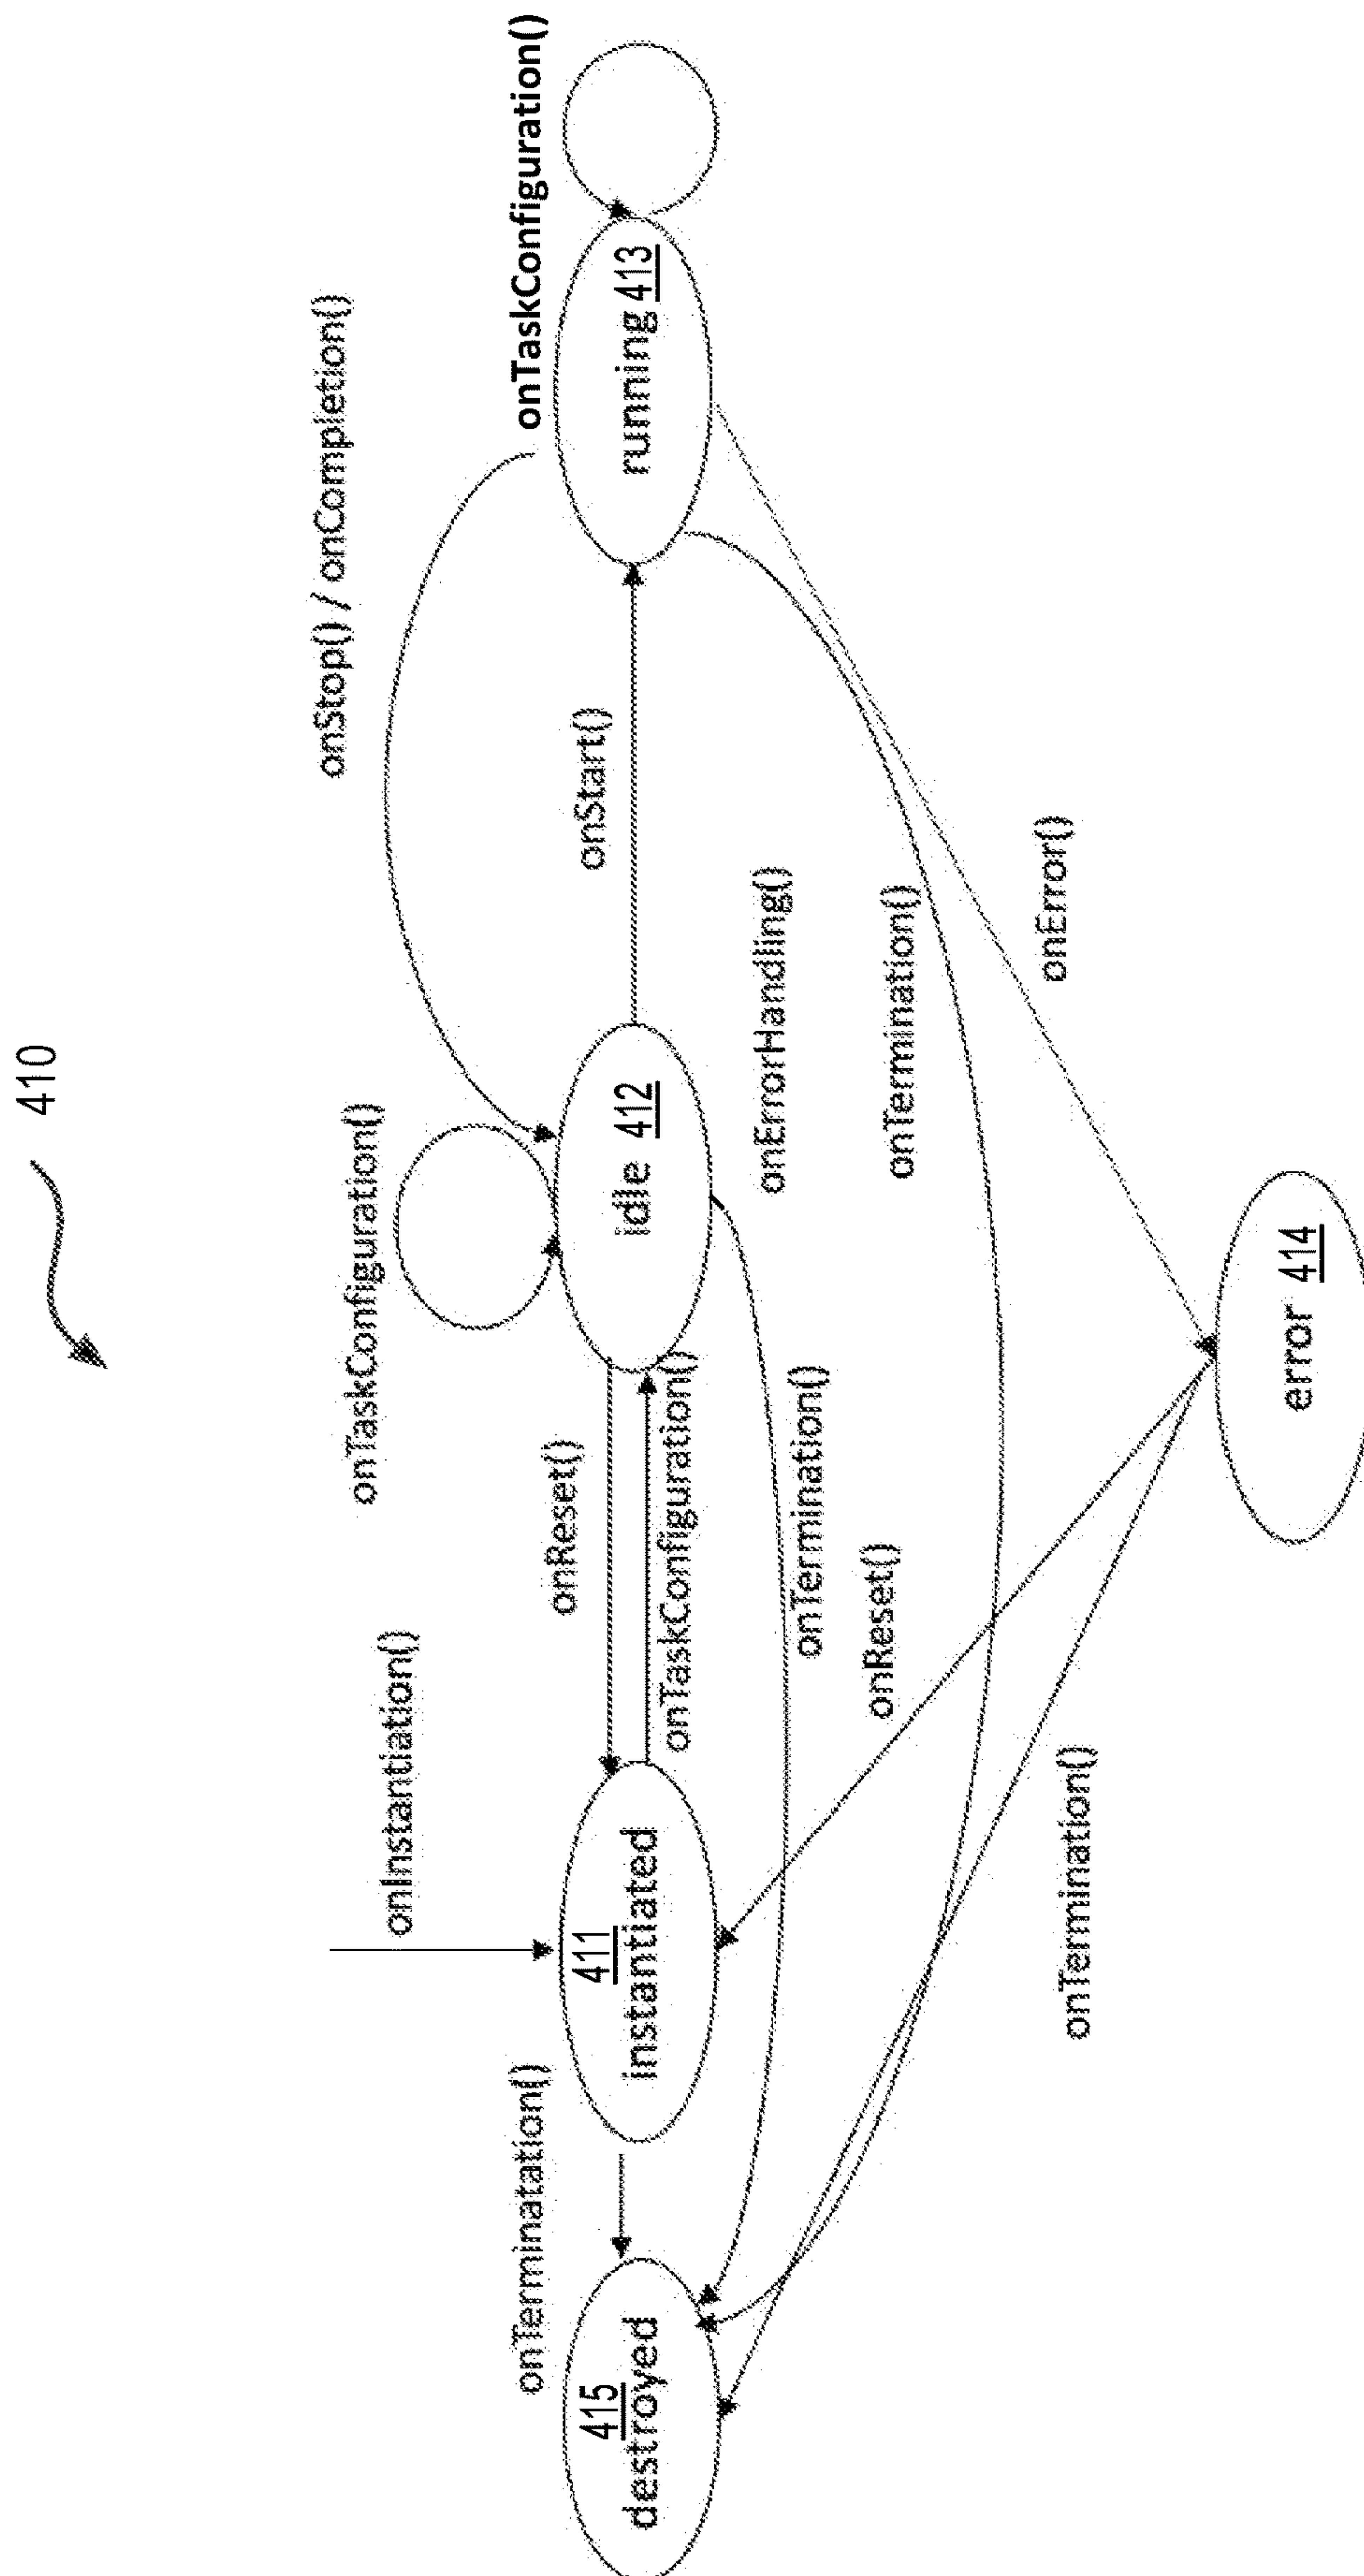 410
onInstantiation()
onTaskConfiguration()
onStop() / onCompletion()
onTaskConfiguration()
onTerminatation()
onReset()
onStart()
415
destroyed
411
instantiated
idle 412
running 413
onTaskConfiguration()
onErrorHandling()
onTermination()
onReset()
onTermination()
onError()
onTermination()
error 414